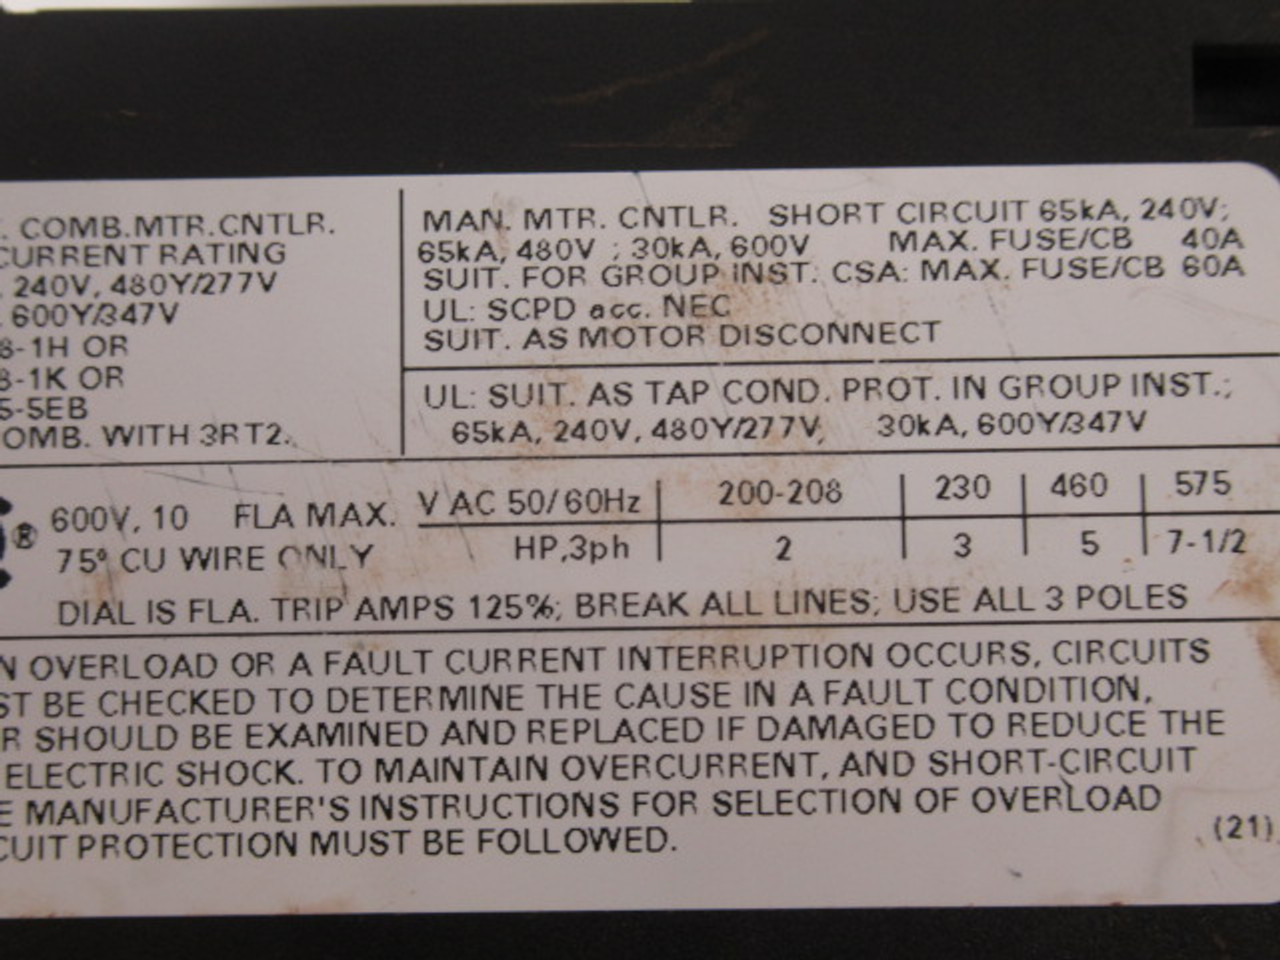 . COMB.MTR.CNTLR.
CURRENT RATING
240V, 480Y/277V
600Y/347V
8-1H OR
8-1K OR
5-5EB
OMB. WITH 3RT2.
MAN. MTR. CNTLR. SHORT CIRCUIT 65kA, 240V;
65kA, 480V ; 30kA, 600V MAX. FUSE/CB 40A
SUIT. FOR GROUP INST. CSA: MAX. FUSE/CB 60A
UL: SCPD acc. NEC
SUIT. AS MOTOR DISCONNECT
UL: SUIT. AS TAP COND. PROT. IN GROUP INST.;
65kA, 240V, 480Y/277V, 30kA, 600Y/347V
® 600V, 10 FLA MAX. V AC 50/60Hz 200-208 230 460 575
75° CU WIRE ONLY HP,3ph 2 3 5 7-1/2
DIAL IS FLA. TRIP AMPS 125%; BREAK ALL LINES; USE ALL 3 POLES
N OVERLOAD OR A FAULT CURRENT INTERRUPTION OCCURS, CIRCUITS
ST BE CHECKED TO DETERMINE THE CAUSE IN A FAULT CONDITION,
R SHOULD BE EXAMINED AND REPLACED IF DAMAGED TO REDUCE THE
ELECTRIC SHOCK. TO MAINTAIN OVERCURRENT, AND SHORT-CIRCUIT
E MANUFACTURER'S INSTRUCTIONS FOR SELECTION OF OVERLOAD
CUIT PROTECTION MUST BE FOLLOWED.
(21)